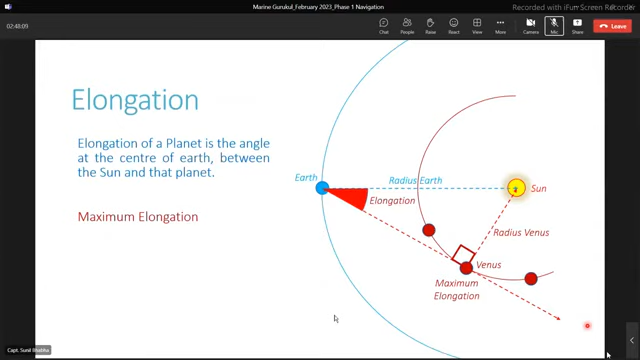 Marine Gurukul_February 2023_Phase 1 Navigation
Recorded with iFun Screen Recorder
02:48:09
Chat
People
Raise
React
View
More
Camera
Mic
Share
Leave
Elongation
Elongation of a Planet is the angle
at the centre of earth, between
the Sun and that planet.
Maximum Elongation
Earth
Radius Earth
Sun
Elongation
Radius Venus
Venus
Maximum
Elongation
Capt. Sunil Bhabha